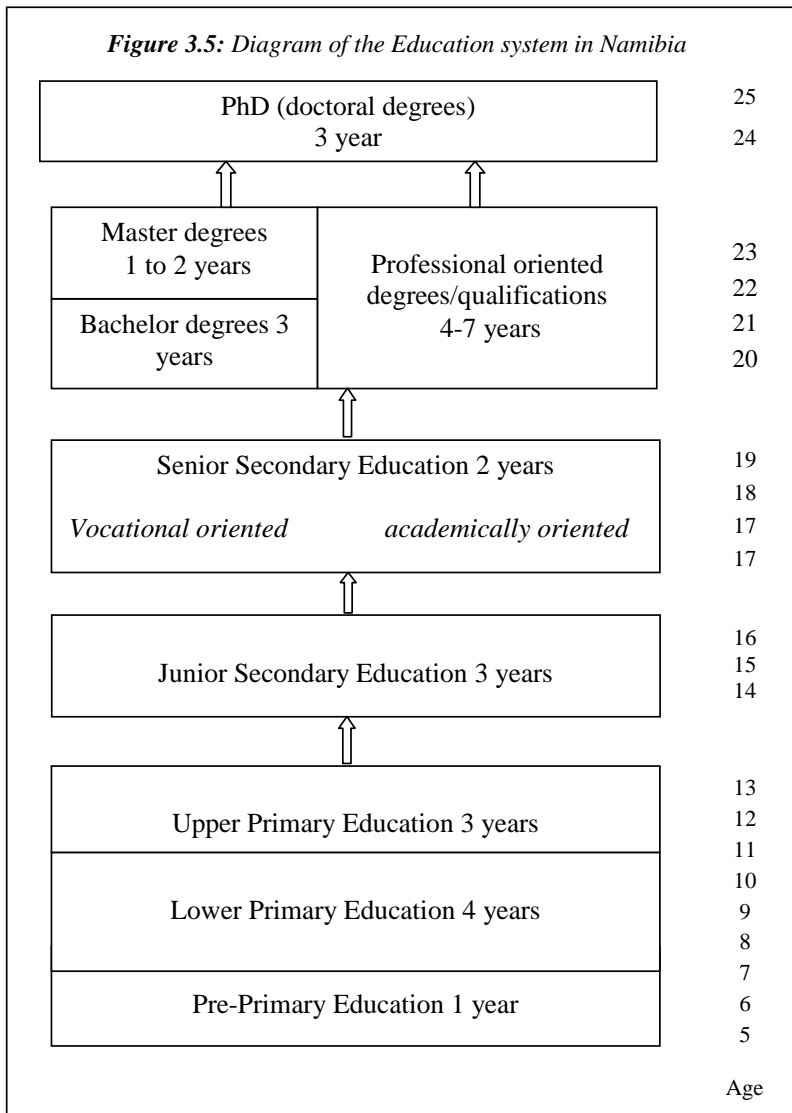 Figure 3.5: Diagram of the Education system in Namibia
PhD (doctoral degrees)
3 year
25
24
Master degrees
1 to 2 years
Bachelor degrees 3
years
Professional oriented
degrees/qualifications
4-7 years
23
22
21
20
Senior Secondary Education 2 years
Vocational oriented academically oriented
19
18
17
17
Junior Secondary Education 3 years
16
15
14
Upper Primary Education 3 years
Lower Primary Education 4 years
Pre-Primary Education 1 year
13
12
11
10
9
8
7
6
5
Age